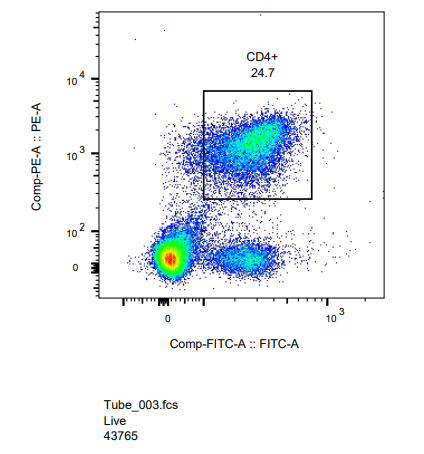 CD4+
24.7
10 4
10 3
10 2
0
Comp-PE-A :: PE-A
0
10 3
Comp-FITC-A :: FITC-A
Tube_003.fcs
Live
43765